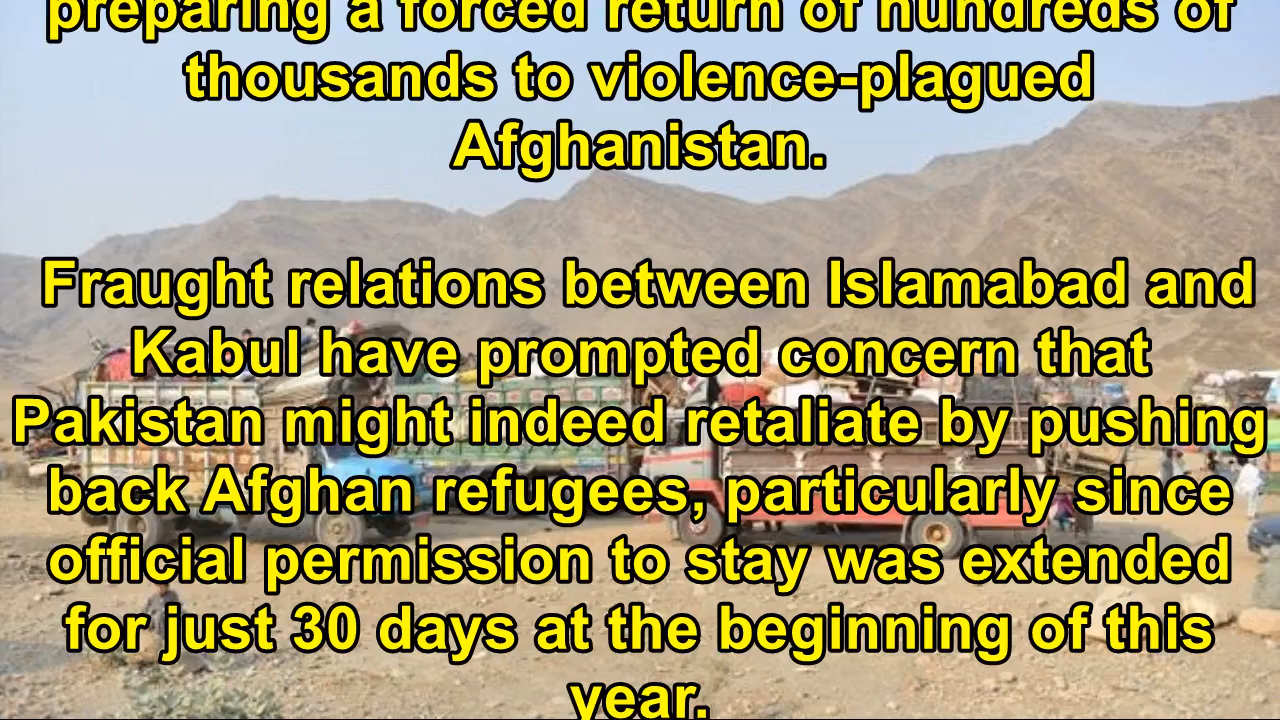 preparing a forced return of hundreds of
thousands to violence-plagued
Afghanistan.
Fraught relations between Islamabad and
Kabul have prompted concern that
Pakistan might indeed retaliate by pushing
back Afghan refugees, particularly since
official permission to stay was extended
for just 30 days at the beginning of this
year.